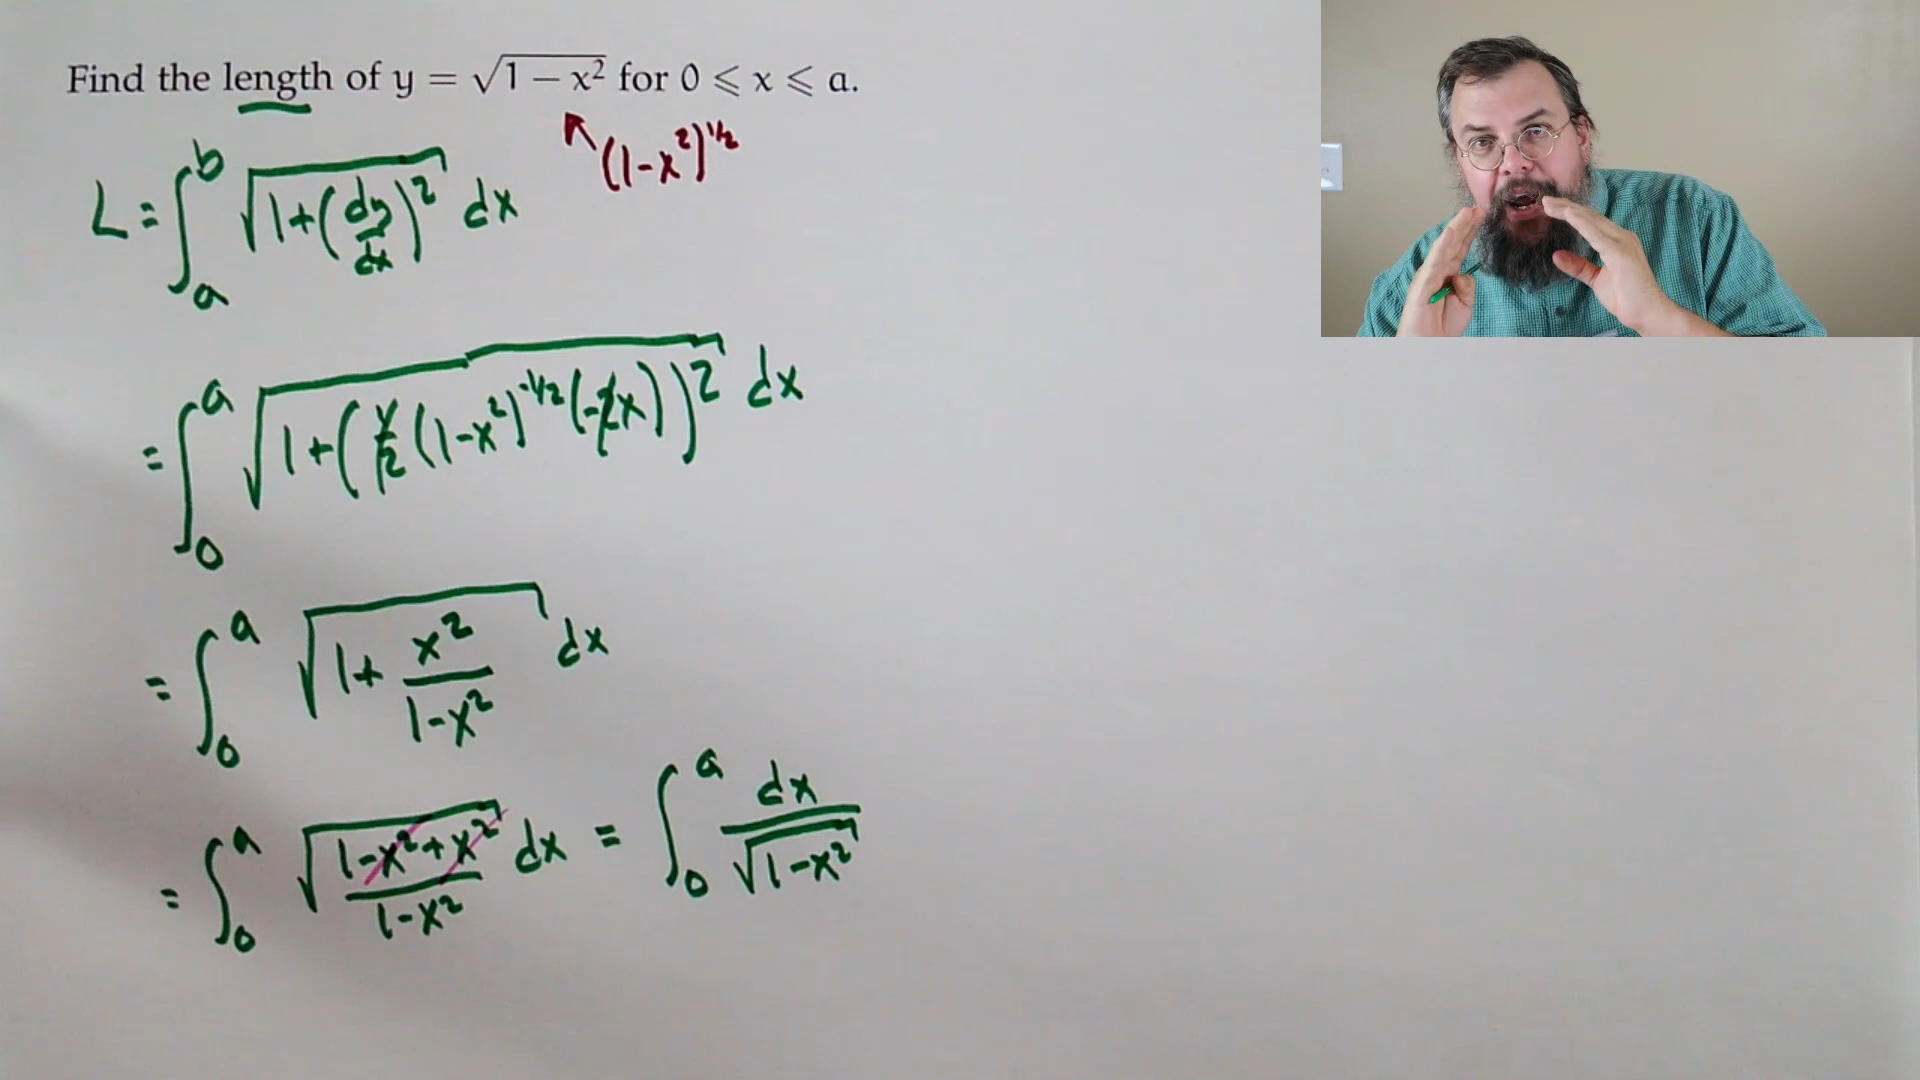 Find the length of y = √(1 − x²) for 0 ⩽ x ⩽ a.
(1-x²)^1/2
L = ∫_a^b √(1+(dy/dx)²) dx
= ∫_0^a √(1+(1/2 (1-x²)^-1/2 (-2x))²) dx
= ∫_0^a √(1+ x²/(1-x²)) dx
= ∫_0^a √((1-x²+x²)/(1-x²)) dx = ∫_0^a dx/√(1-x²)